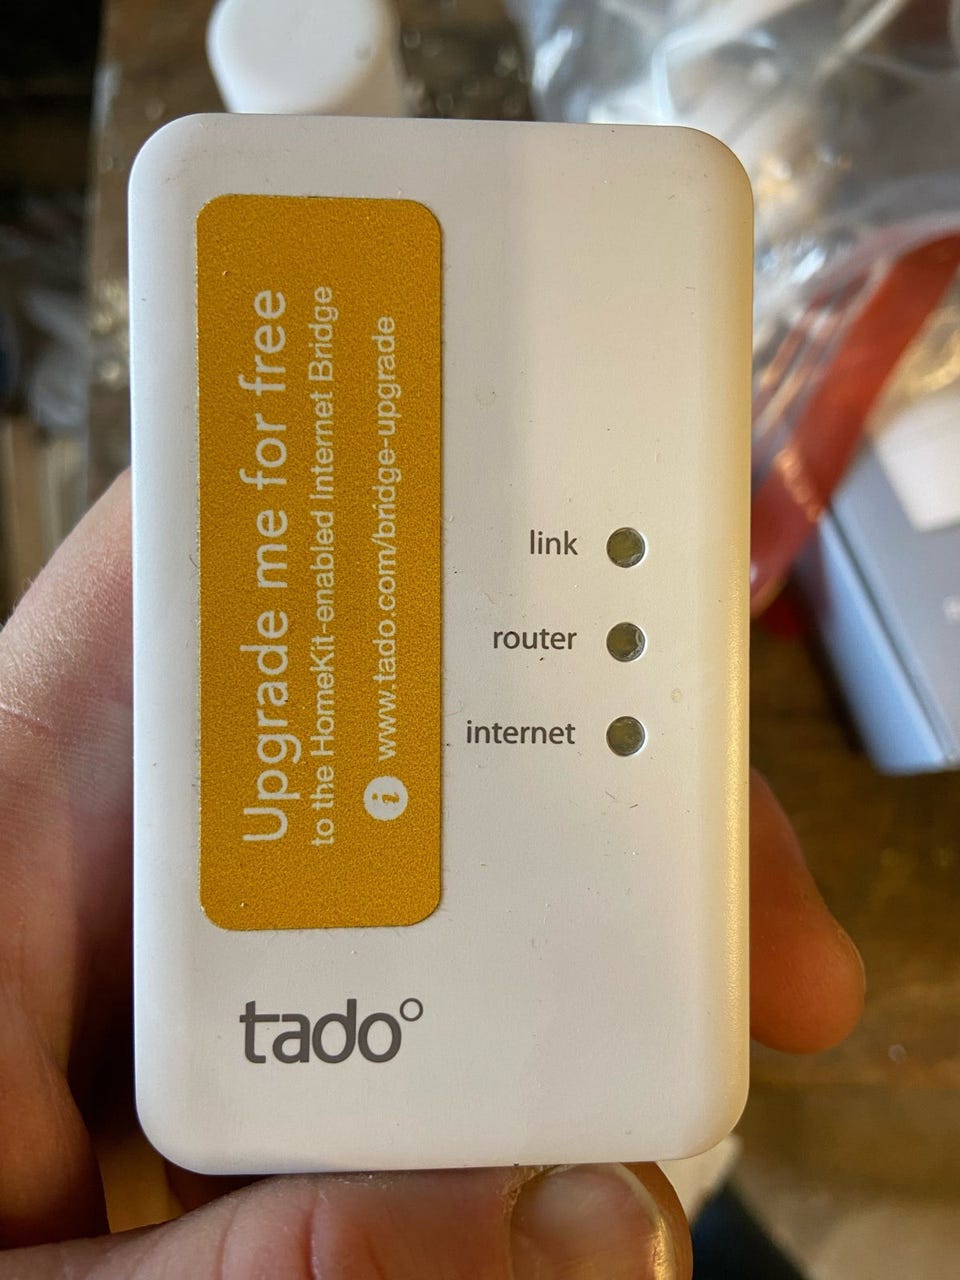 Upgrade me for free
to the HomeKit-enabled Internet Bridge
i www.tado.com/bridge-upgrade
link
router
internet
tado°